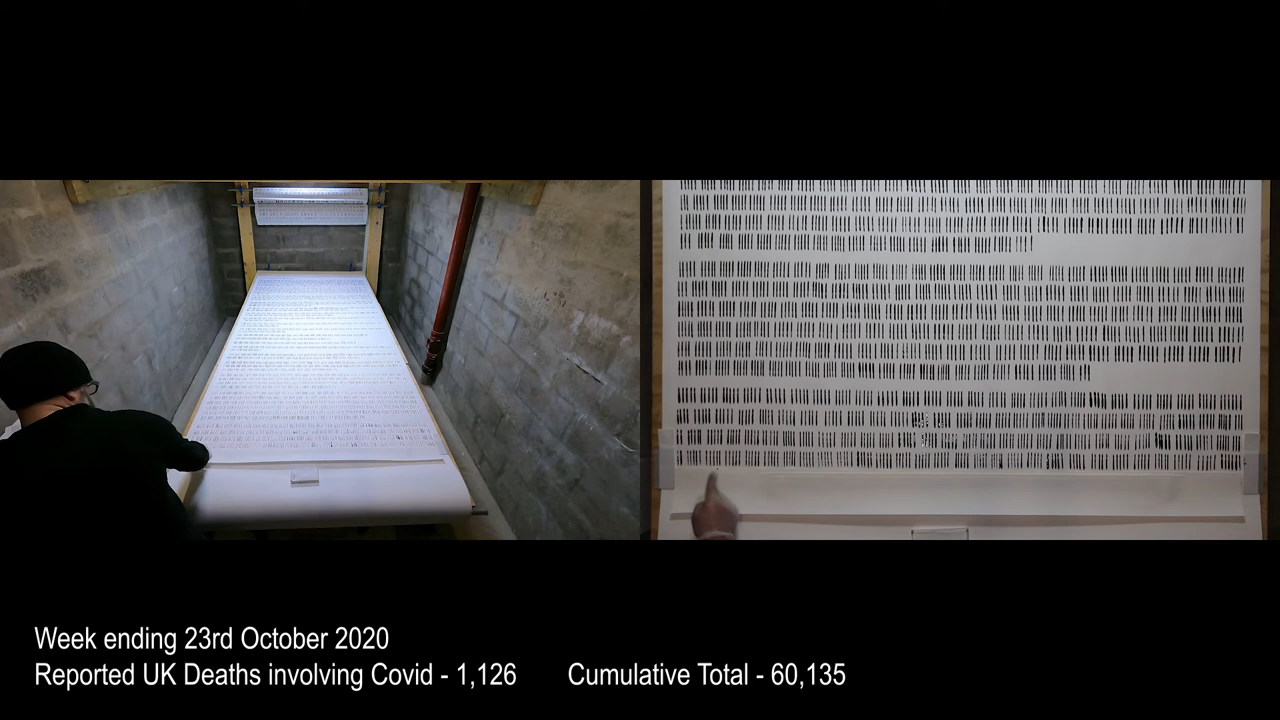 Week ending 23rd October 2020
Reported UK Deaths involving Covid - 1,126 Cumulative Total - 60,135